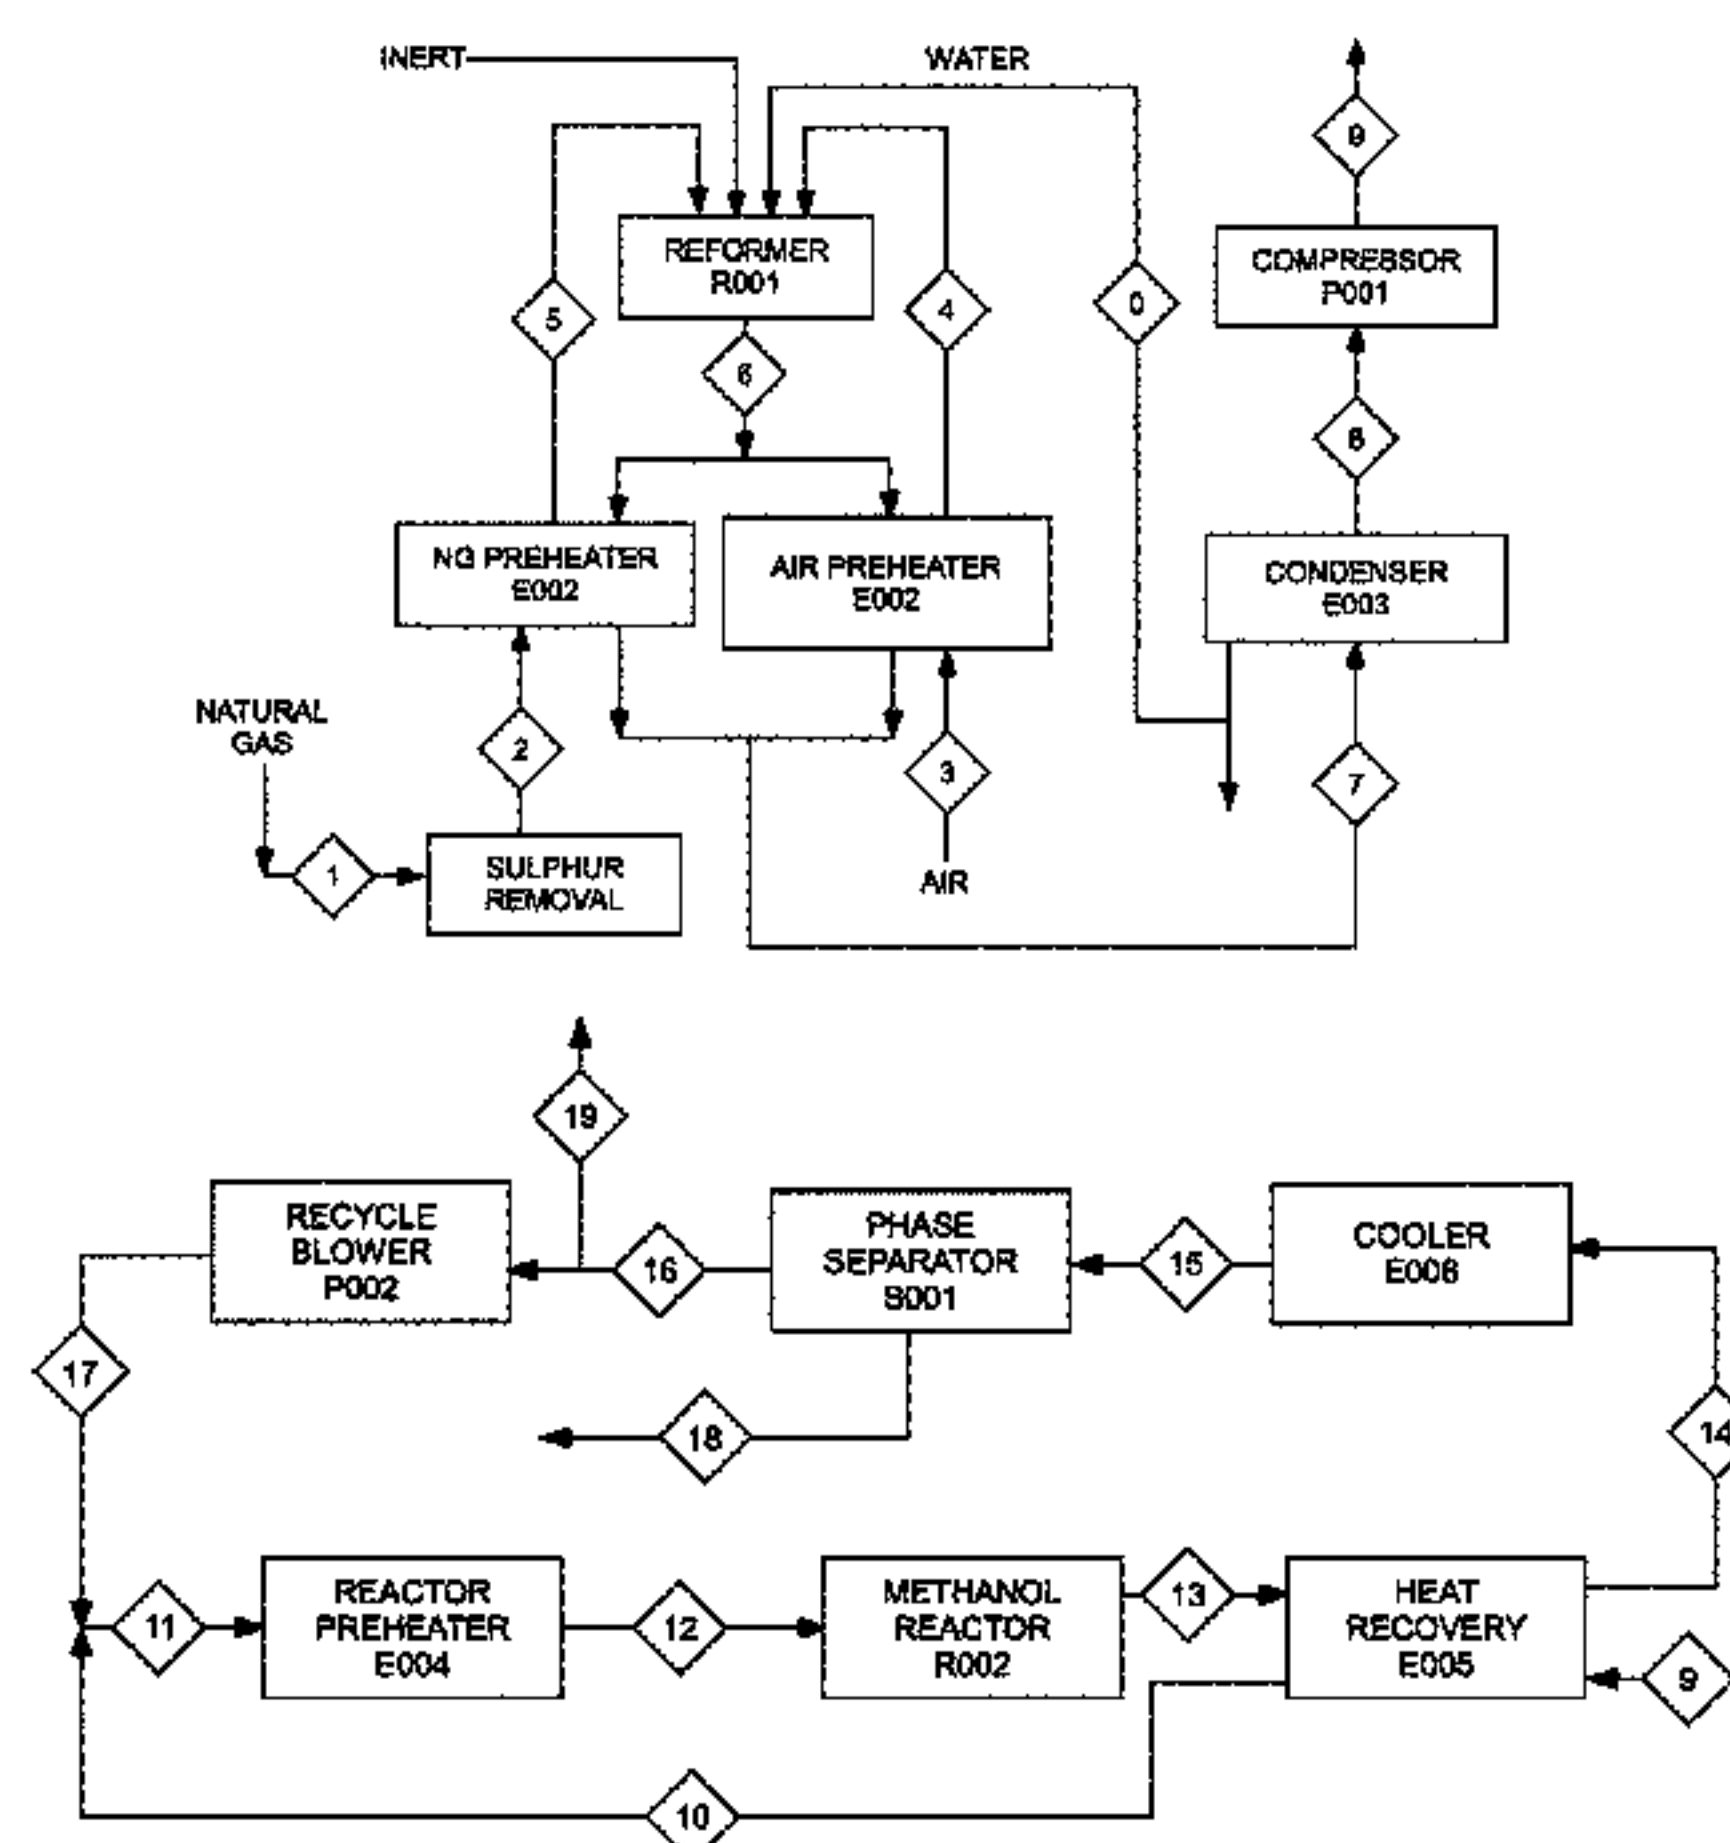 INERT
WATER
9
REFORMER
R001
COMPRESSOR
P001
5
4
0
6
8
NG PREHEATER
E002
AIR PREHEATER
E002
CONDENSER
E003
NATURAL
GAS
2
3
7
1
SULPHUR
REMOVAL
AIR
19
RECYCLE
BLOWER
P002
16
PHASE
SEPARATOR
S001
15
COOLER
E006
17
18
14
11
REACTOR
PREHEATER
E004
12
METHANOL
REACTOR
R002
13
HEAT
RECOVERY
E005
9
10